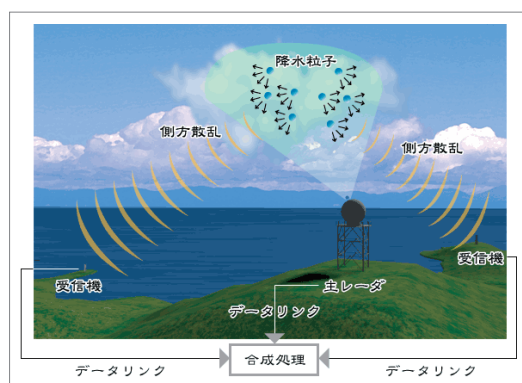 降水粒子
側方散乱
側方散乱
受信機
受信機
主レーダ
データリンク
合成処理
データリンク
データリンク